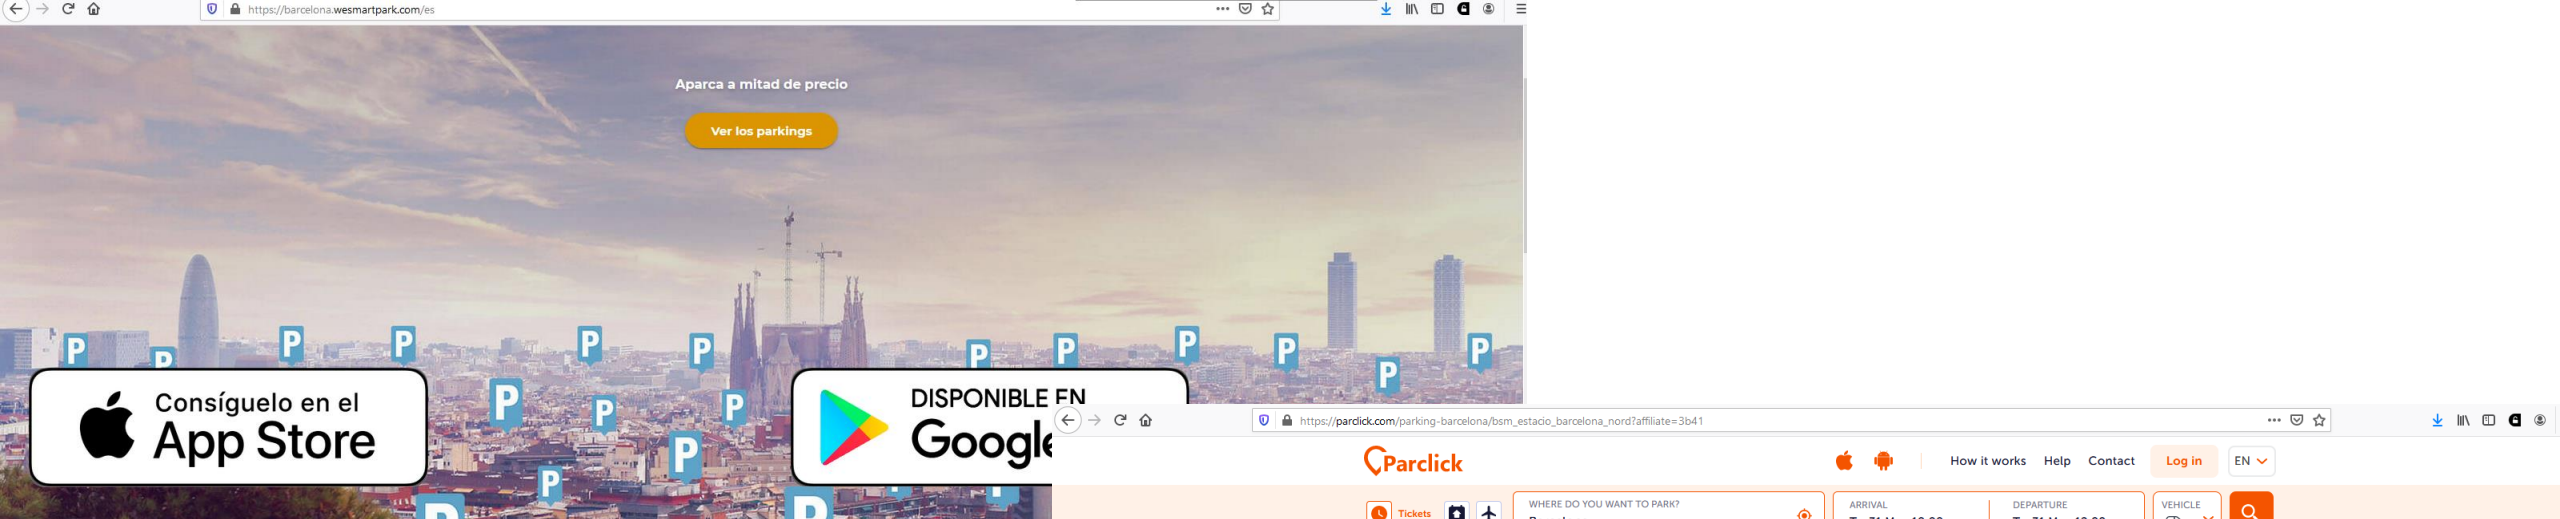 https://barcelona.wesmartpark.com/es
Aparca a mitad de precio
Ver los parkings
P P P P P P P P P P P P P P P P P P P P
Consíguelo en el
App Store
DISPONIBLE EN
Google
https://parclick.com/parking-barcelona/bsm_estacio_barcelona_nord?affiliate=3b41
Parclick
How it works Help Contact Log in EN
Tickets
WHERE DO YOU WANT TO PARK?
ARRIVAL
DEPARTURE
VEHICLE